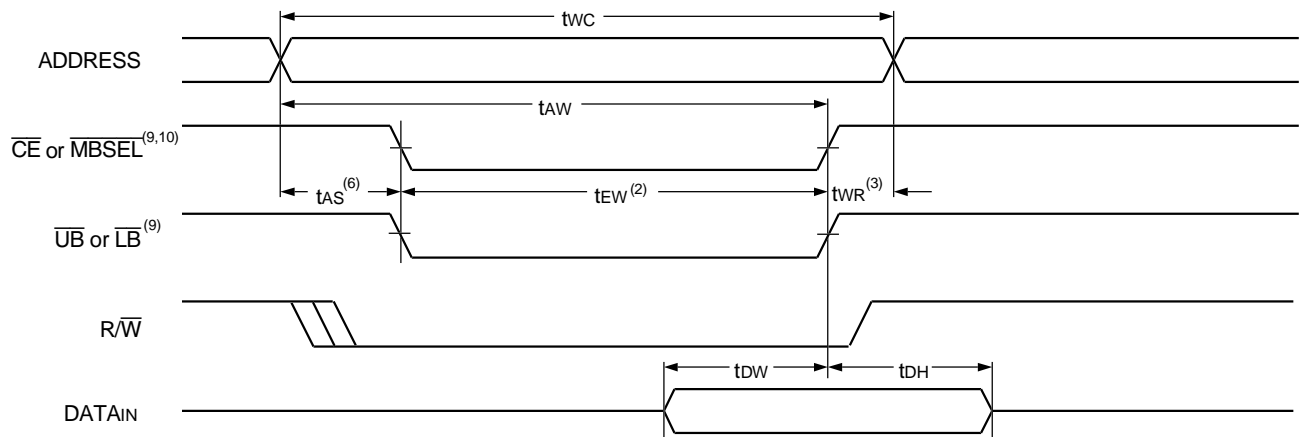 tWC
ADDRESS
tAW
CE or MBSEL(9,10)
tAS(6) tEW(2) tWR(3)
UB or LB(9)
R/W
tDW tDH
DATAIN